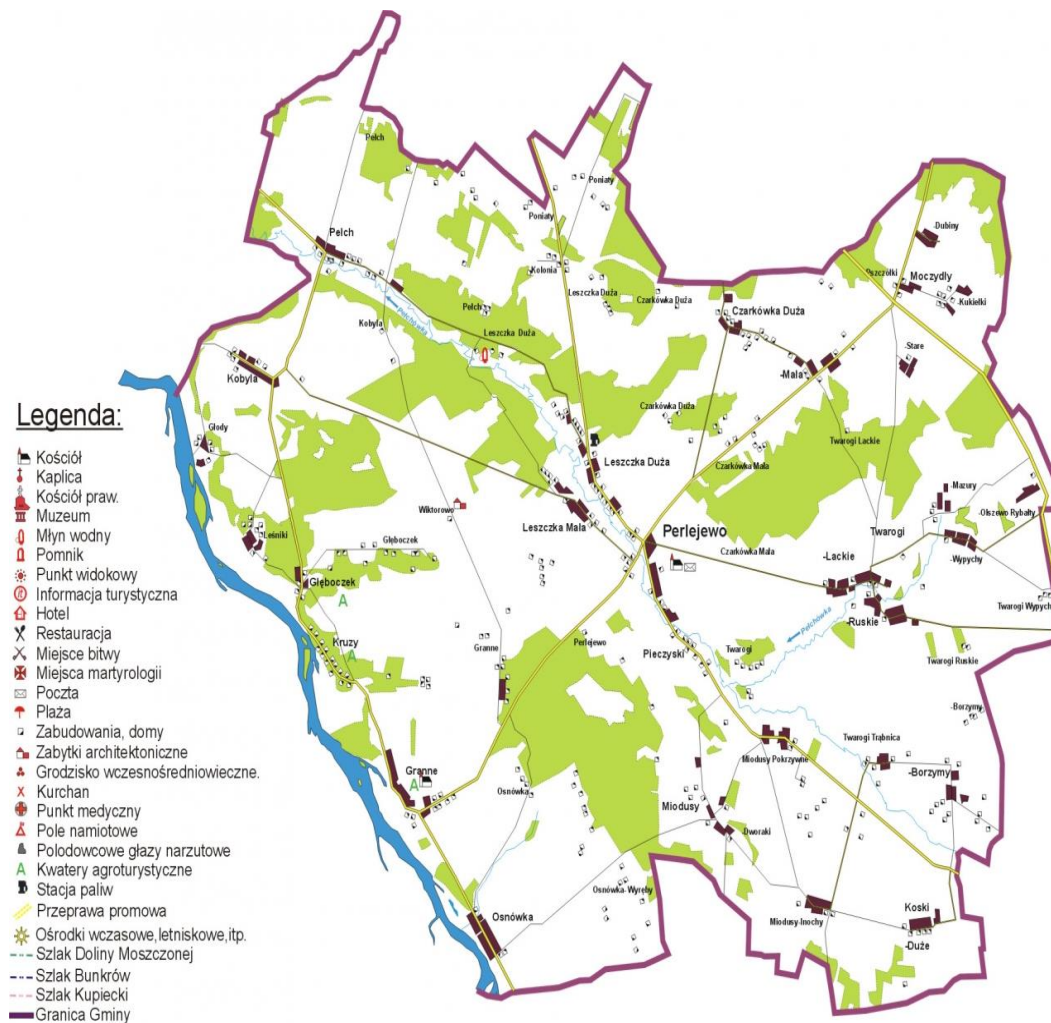 Legenda:
Kościół
Kaplica
Kościół praw.
Muzeum
Młyn wodny
Pomnik
Punkt widokowy
Informacja turystyczna
Hotel
Restauracja
Miejsce bitwy
Miejsca martyrologii
Poczta
Plaża
Zabudowania, domy
Zabytki architektoniczne
Grodzisko wczesnośredniowieczne.
Kurchan
Punkt medyczny
Pole namiotowe
Polodowcowe głazy narzutowe
Kwatery agroturystyczne
Stacja paliw
Przeprawa promowa
Ośrodki wczasowe,letniskowe,itp.
Szlak Doliny Moszczonej
Szlak Bunkrów
Szlak Kupiecki
Granica Gminy
Pełch
Poniaty
Poniaty
Pełch
Kolonia
-Dubiny
Pszczółki
Moczydły
-Kukiełki
Leszczka Duża
Czarkówka Duża
Pełch
Pełchówka
Kobyla
Leszczka Duża
Czarkówka Duża
-Mała
-Stare
Kobyla
Głody
Czarkówka Duża
Twarogi Lackie
Leszczka Duża
Czarkówka Mała
-Mazury
Wiktorowo
Leszczka Mała
Perlejewo
Twarogi
-Olszewo Rybałty
Leśniki
Głęboczek
Czarkówka Mała
-Lackie
-Wypychy
Głęboczek
A
Twarogi Wypychy
-Ruskie
Pełchówka
Kruzy
A
Granne
Perlejewo
Pieczyski
Twarogi
Twarogi Ruskie
-Borzymy
Miodusy Pokrzywne
Twarogi Trąbnica
Granne
A
Osnówka
Miodusy
-Borzymy
-Dworaki
Osnówka-Wyręby
Osnówka
Miodusy-Inochy
Koski
-Duże